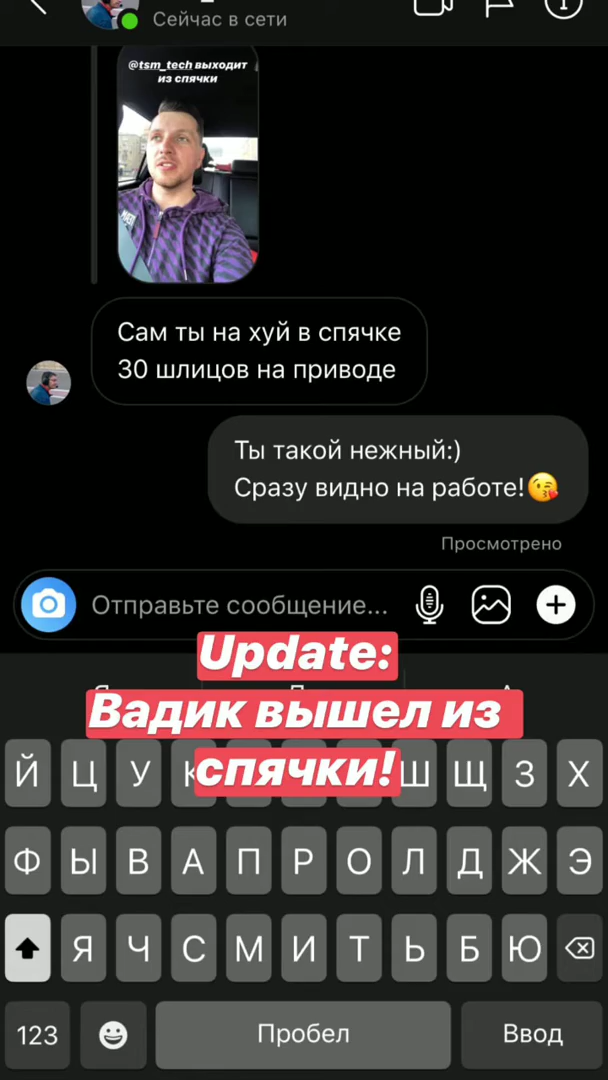 Сейчас в сети
@tsm_tech выходит
из спячки
Сам ты на хуй в спячке
30 шлицов на приводе
Ты такой нежный:)
Сразу видно на работе!😘
Просмотрено
Отправьте сообщение...
Update:
Вадик вышел из
спячки!
Й Ц У К Ш Щ З Х
Ф Ы В А П Р О Л Д Ж Э
Я Ч С М И Т Ь Б Ю
123 Пробел Ввод